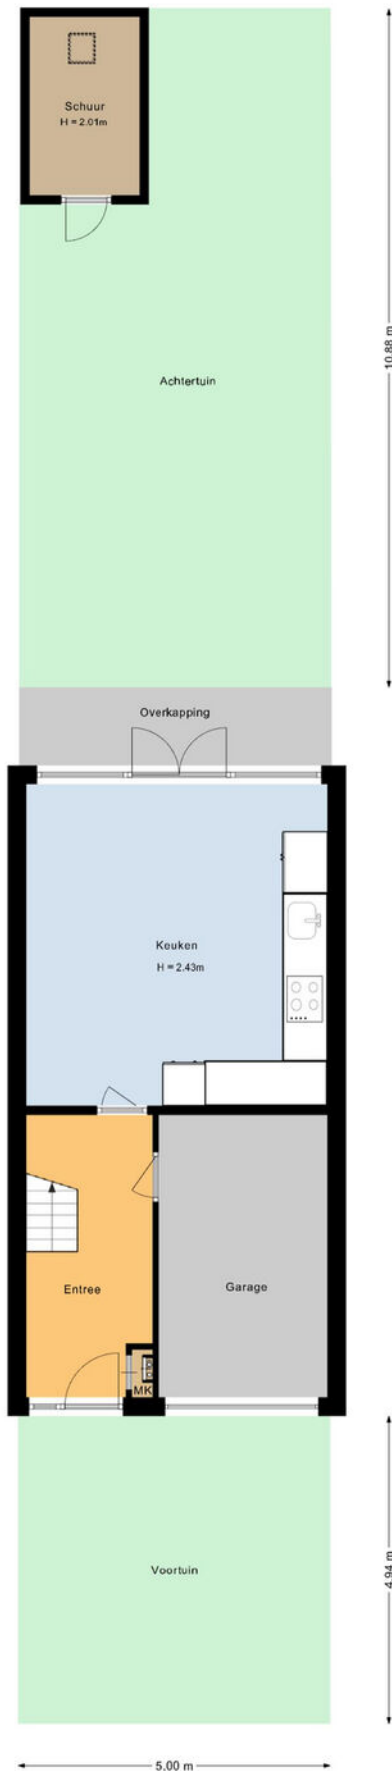 Schuur
H = 2.01m
10.88 m
Achtertuin
Overkapping
Keuken
H = 2.43m
Entree
Garage
MK
Voortuin
4.94 m
5.00 m